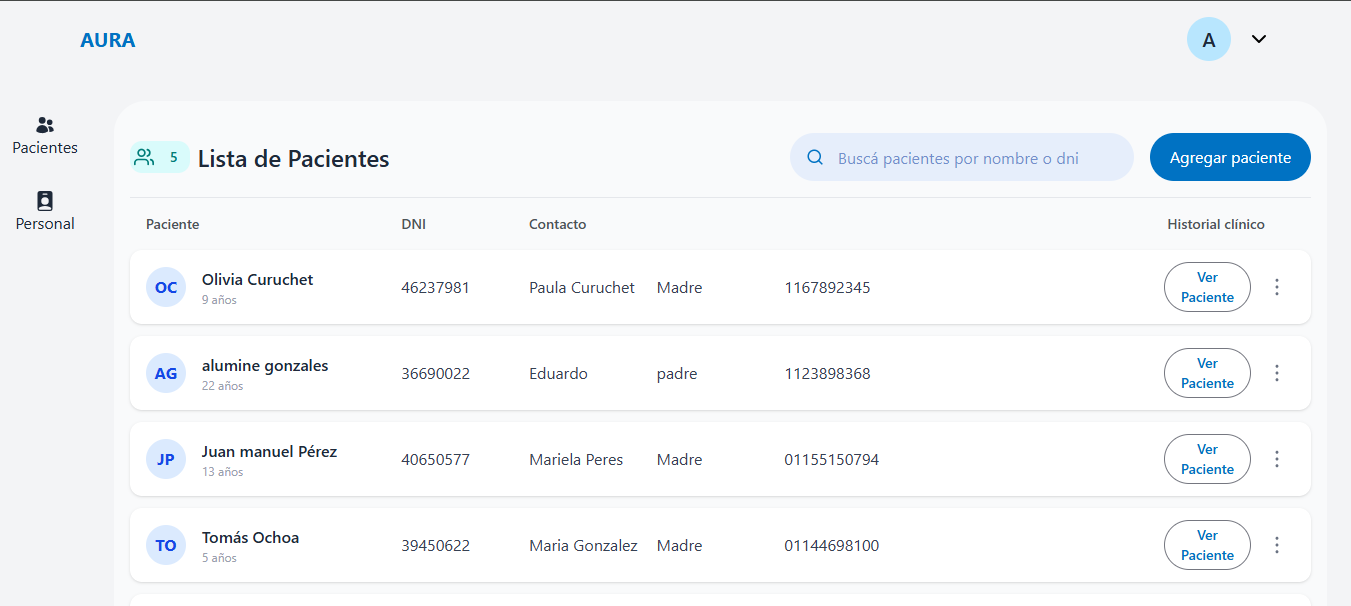 AURA
A
Pacientes
Personal
5 Lista de Pacientes
Buscá pacientes por nombre o dni
Agregar paciente
Paciente DNI Contacto Historial clínico
OC Olivia Curuchet 46237981 Paula Curuchet Madre 1167892345 Ver Paciente
9 años
AG alumine gonzales 36690022 Eduardo padre 1123898368 Ver Paciente
22 años
JP Juan manuel Pérez 40650577 Mariela Peres Madre 01155150794 Ver Paciente
13 años
TO Tomás Ochoa 39450622 Maria Gonzalez Madre 01144698100 Ver Paciente
5 años